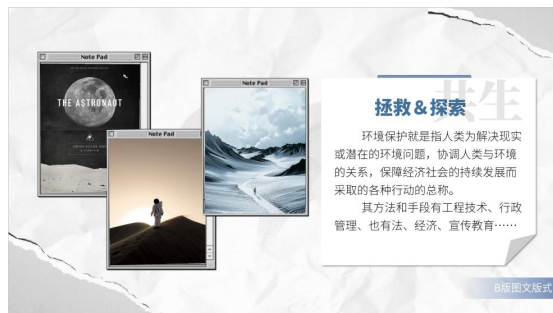 Note Pad
THE ASTRONAUT
Note Pad
Note Pad
共生
拯救&探索
环境保护就是指人类为解决现实
或潜在的环境问题，协调人类与环境
的关系，保障经济社会的持续发展而
采取的各种行动的总称。
其方法和手段有工程技术、行政
管理、也有法、经济、宣传教育……
B版图文版式